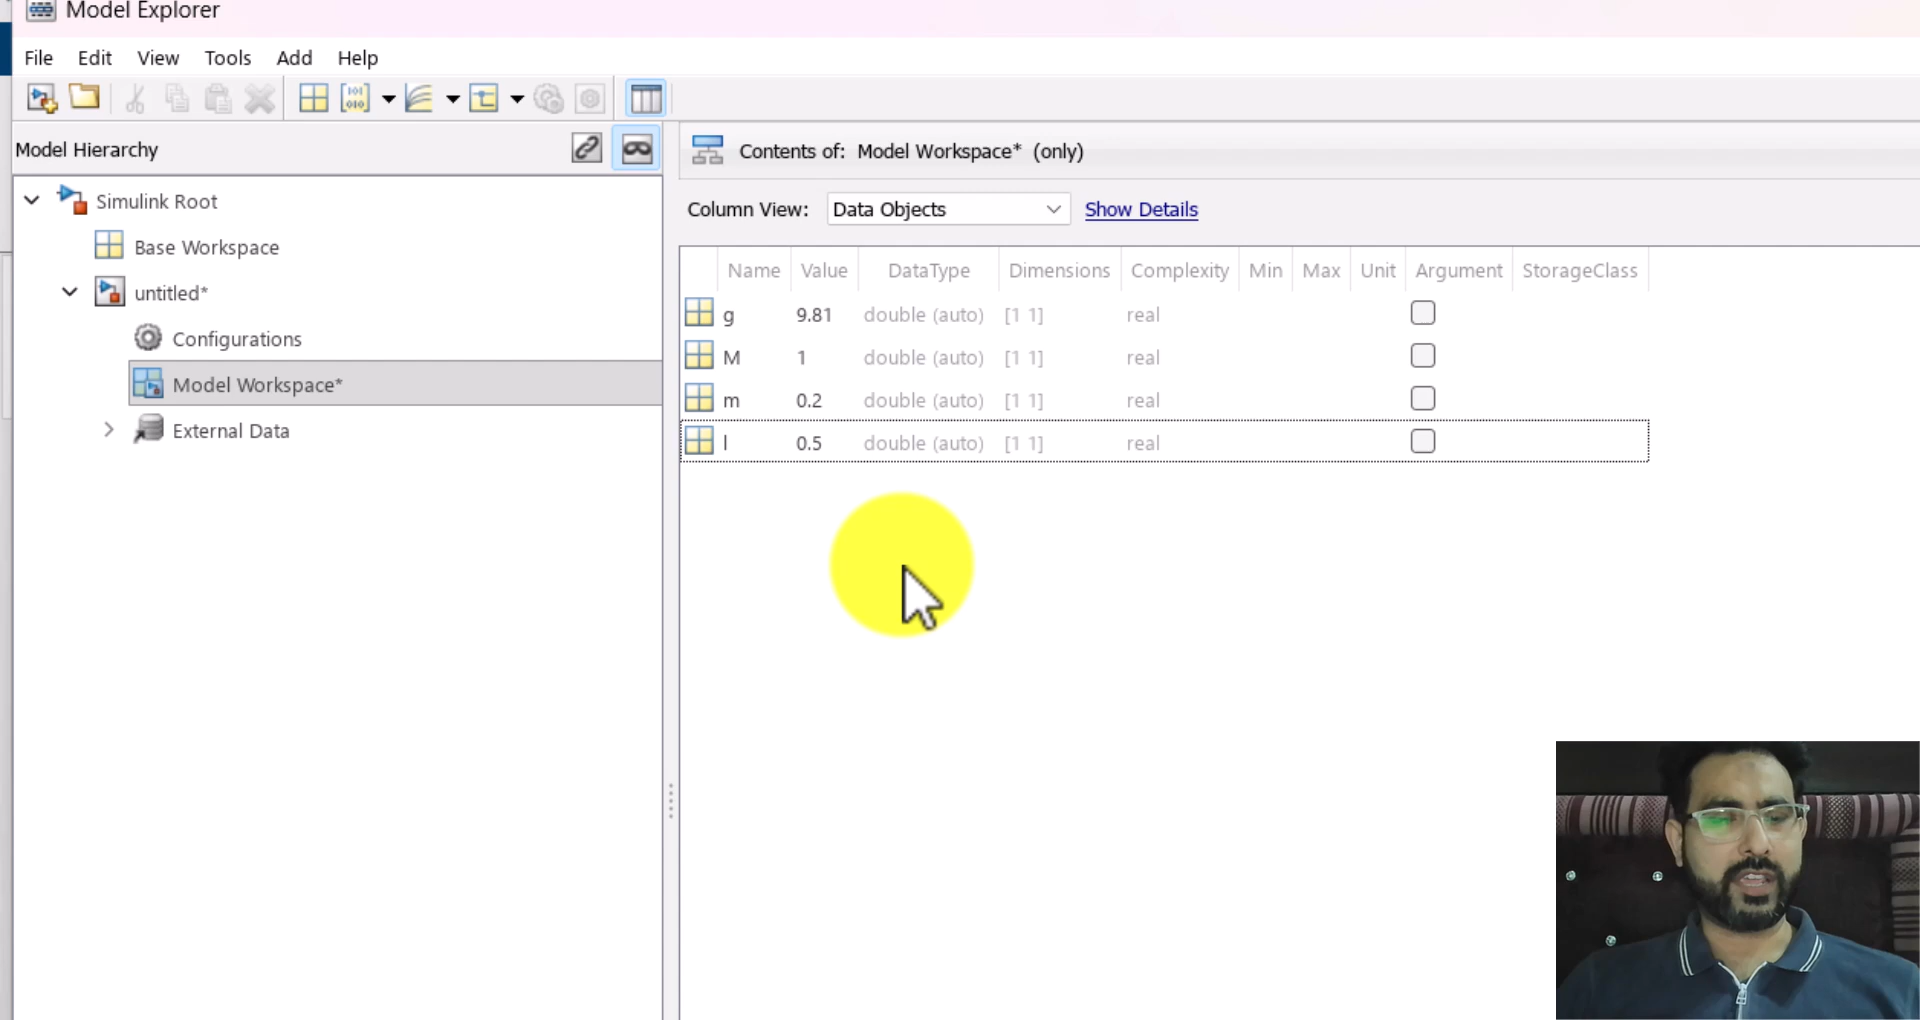 Model Explorer
File Edit View Tools Add Help
Model Hierarchy
Simulink Root
Base Workspace
untitled*
Configurations
Model Workspace*
External Data
Contents of: Model Workspace* (only)
Column View: Data Objects Show Details
Name Value DataType Dimensions Complexity Min Max Unit Argument StorageClass
g 9.81 double (auto) [1 1] real
M 1 double (auto) [1 1] real
m 0.2 double (auto) [1 1] real
l 0.5 double (auto) [1 1] real